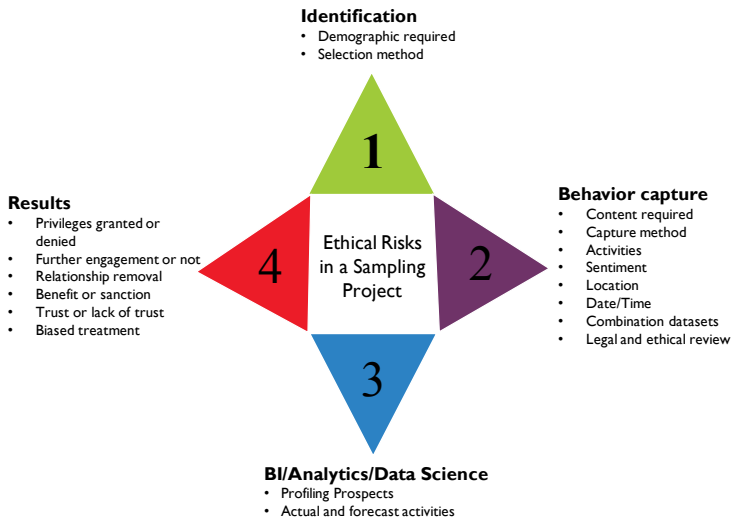 Identification
• Demographic required
• Selection method
1
Results
• Privileges granted or
denied
• Further engagement or not
• Relationship removal
• Benefit or sanction
• Trust or lack of trust
• Biased treatment
4
Ethical Risks
in a Sampling
Project
2
Behavior capture
• Content required
• Capture method
• Activities
• Sentiment
• Location
• Date/Time
• Combination datasets
• Legal and ethical review
3
BI/Analytics/Data Science
• Profiling Prospects
• Actual and forecast activities